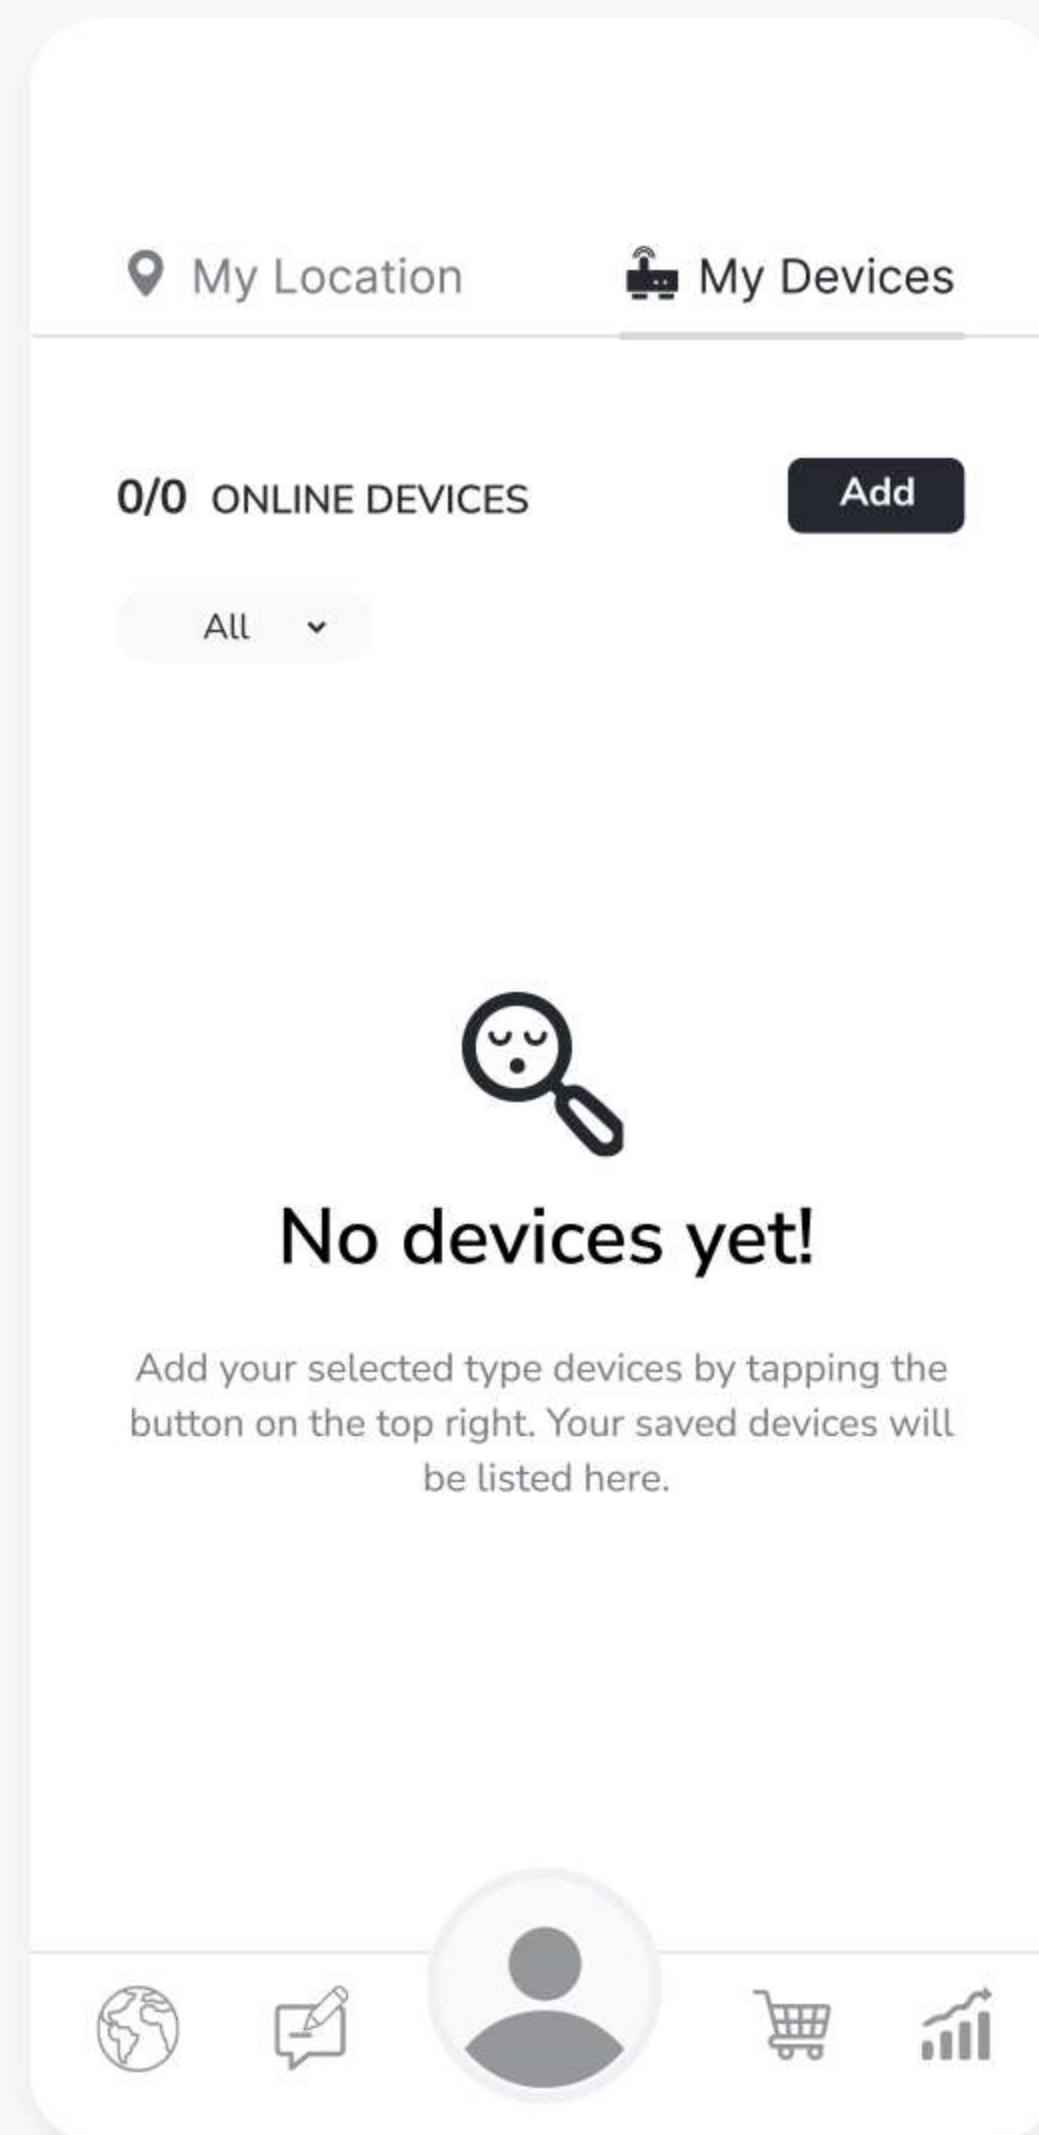 My Location
My Devices
0/0 ONLINE DEVICES
Add
All
No devices yet!
Add your selected type devices by tapping the
button on the top right. Your saved devices will
be listed here.